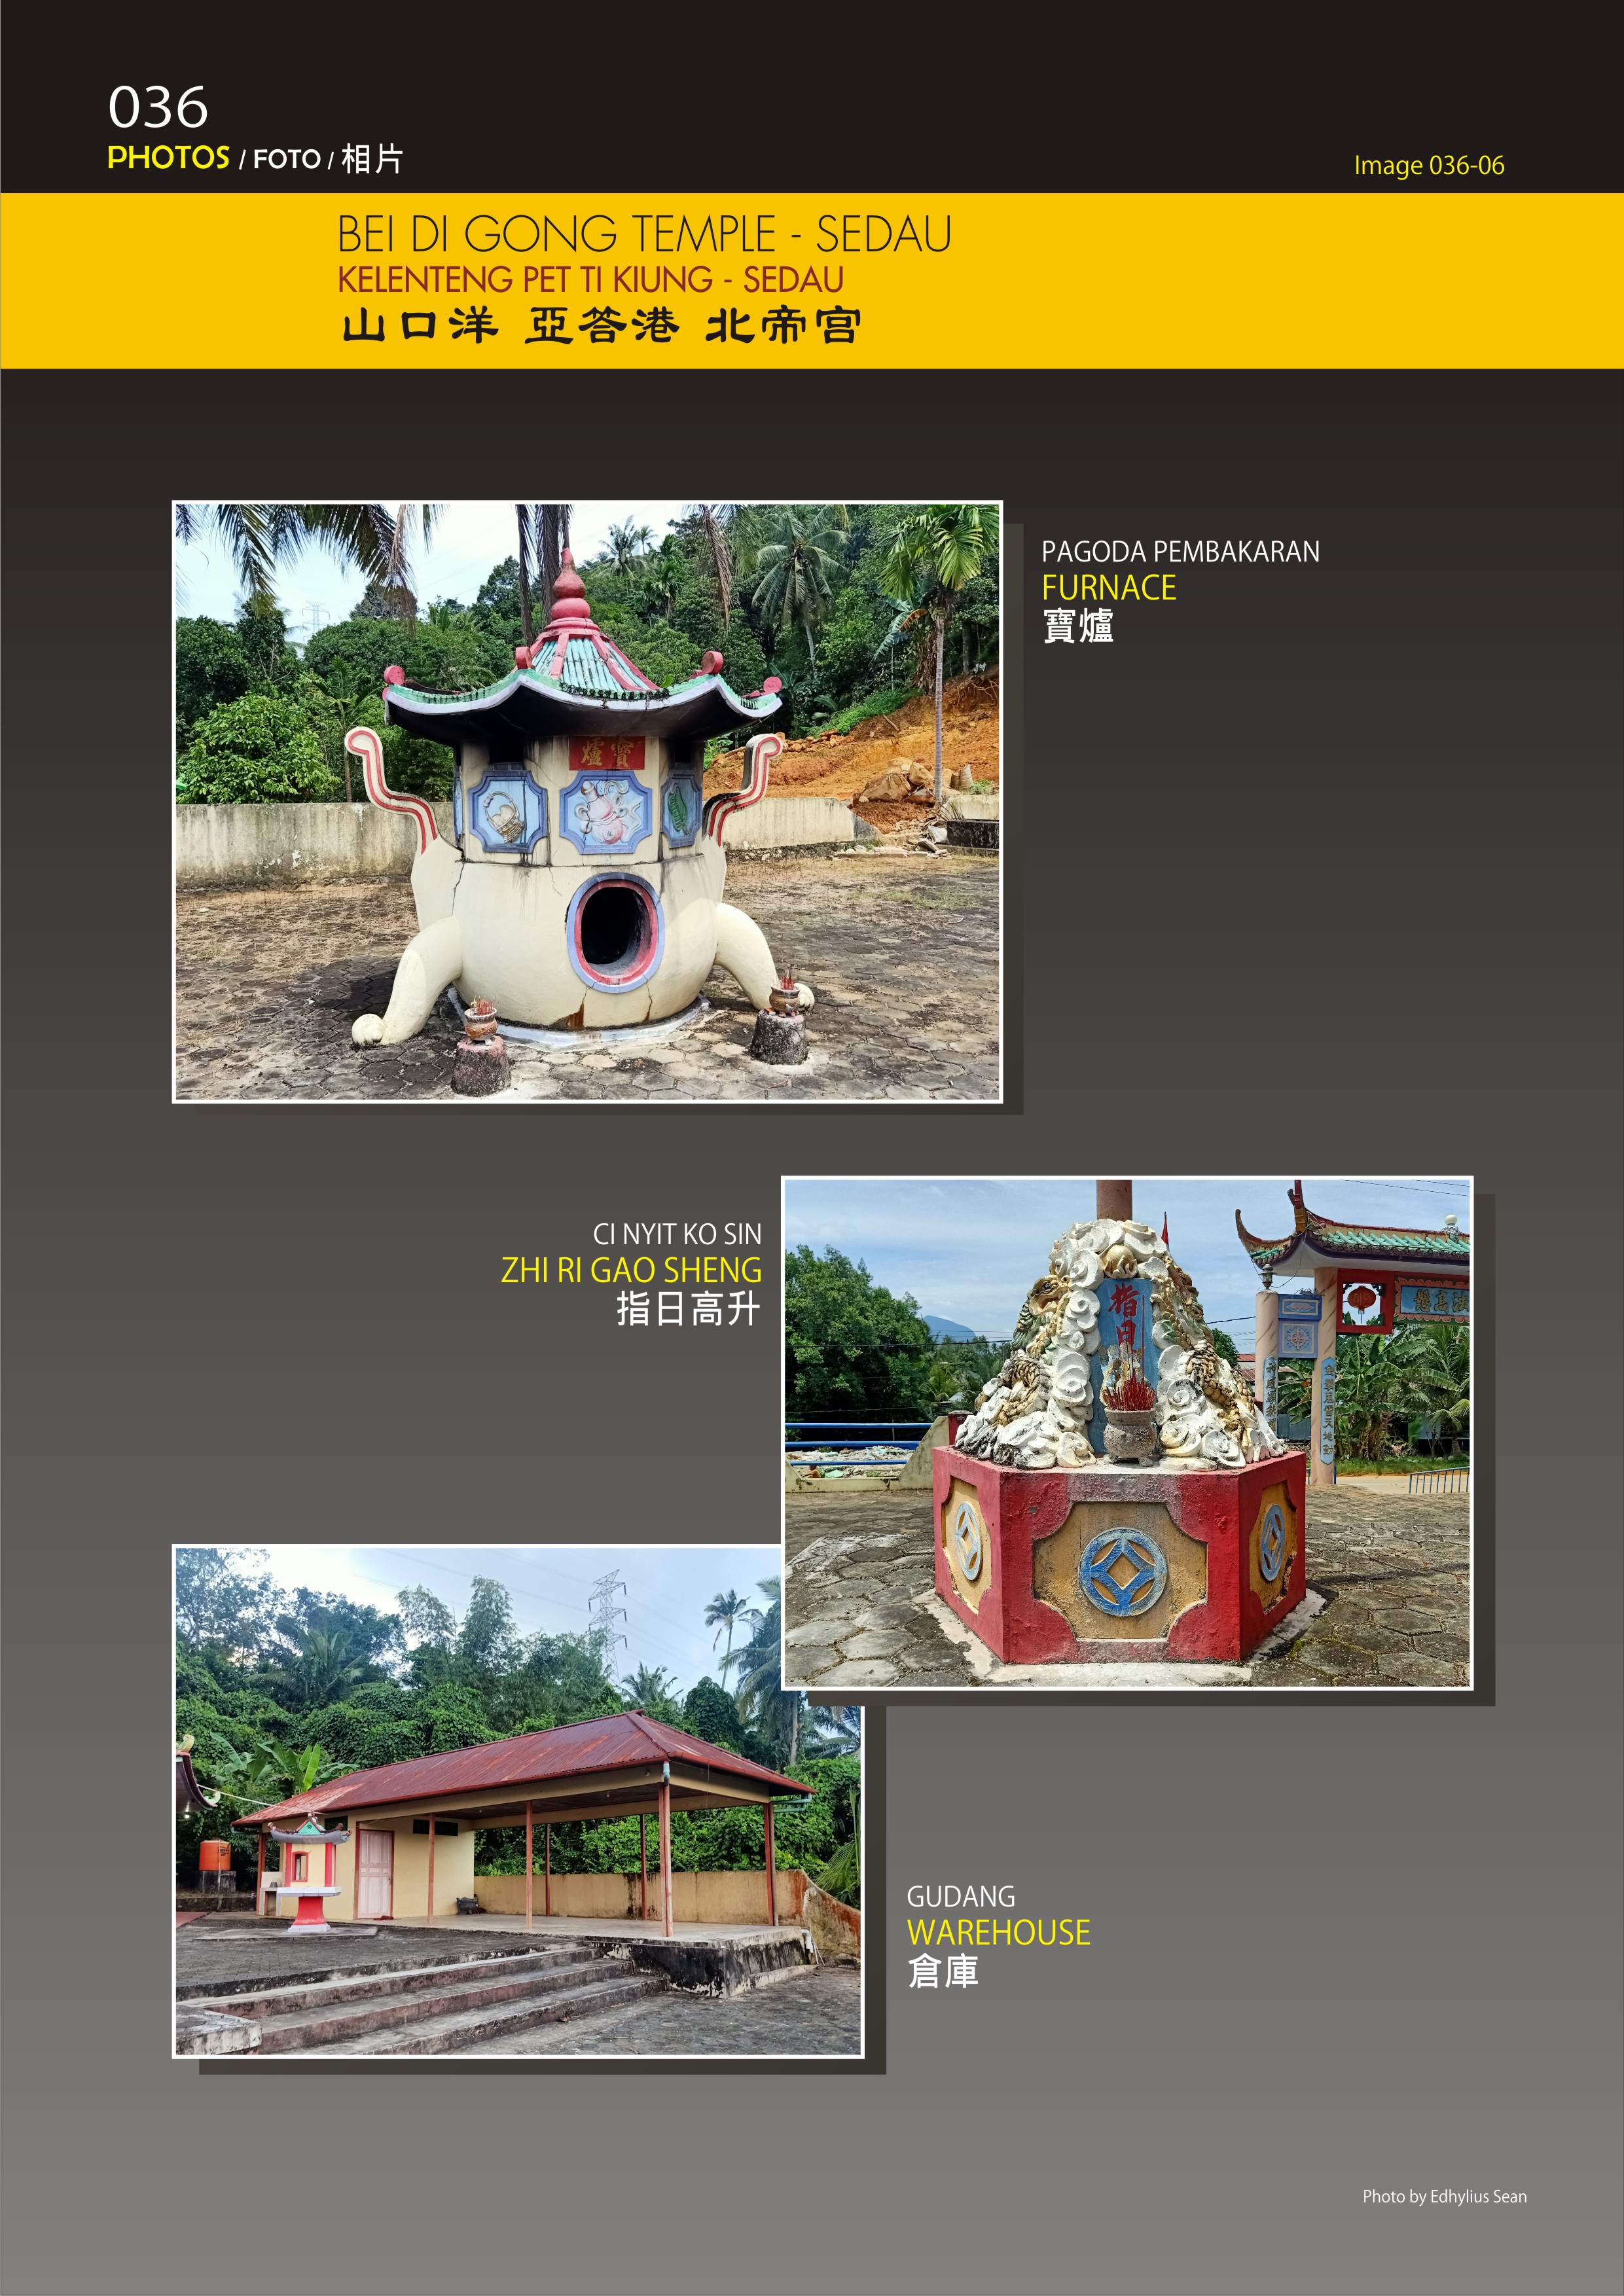 036
PHOTOS / FOTO / 相片
Image 036-06
BEI DI GONG TEMPLE - SEDAU
KELENTENG PET TI KIUNG - SEDAU
山口洋 亞答港 北帝宫
PAGODA PEMBAKARAN
FURNACE
寶爐
爐寶
CI NYIT KO SIN
ZHI RI GAO SHENG
指日高升
指日
GUDANG
WAREHOUSE
倉庫
Photo by Edhylius Sean